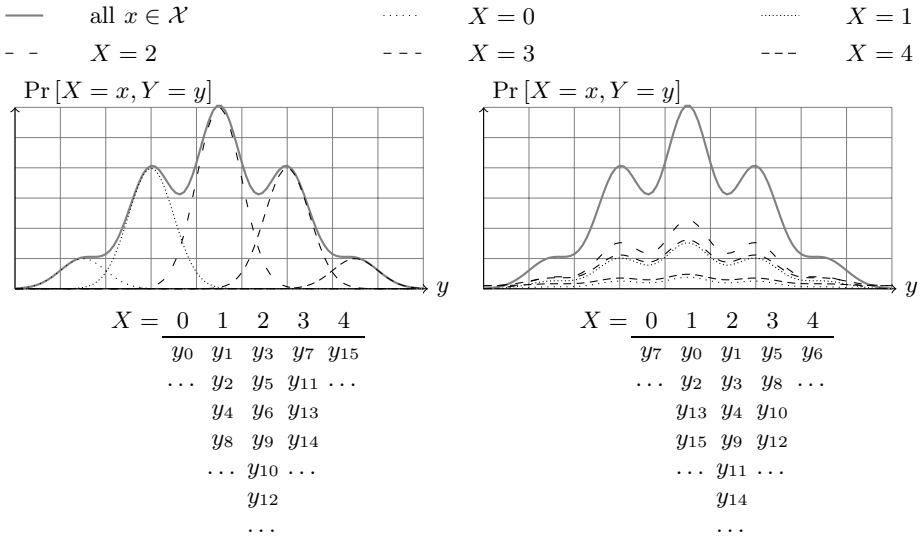 all x ∈ 𝒳 X = 0 X = 1
X = 2 X = 3 X = 4
Pr [X = x, Y = y] Pr [X = x, Y = y]
y y
X = 0 1 2 3 4 X = 0 1 2 3 4
y₀ y₁ y₃ y₇ y₁₅ y₇ y₀ y₁ y₅ y₆
... y₂ y₅ y₁₁ ... ... y₂ y₃ y₈ ...
y₄ y₆ y₁₃ y₁₃ y₄ y₁₀
y₈ y₉ y₁₄ y₁₅ y₉ y₁₂
... y₁₀ ... ... y₁₁ ...
y₁₂ y₁₄
... ...